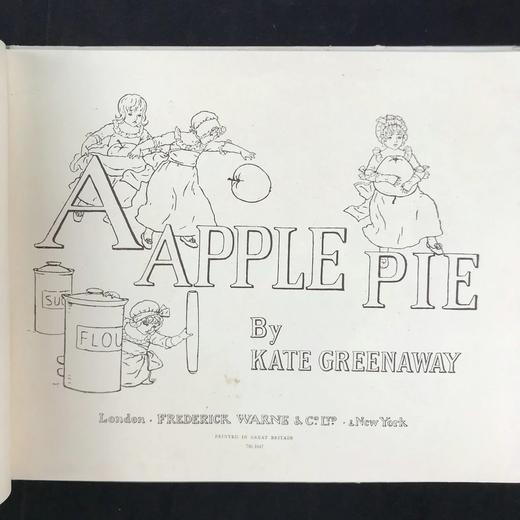 A APPLE PIE
SU
FLOU
By
KATE GREENAWAY
London · FREDERICK WARNE & Co. LTD · & New York
PRINTED IN GREAT BRITAIN